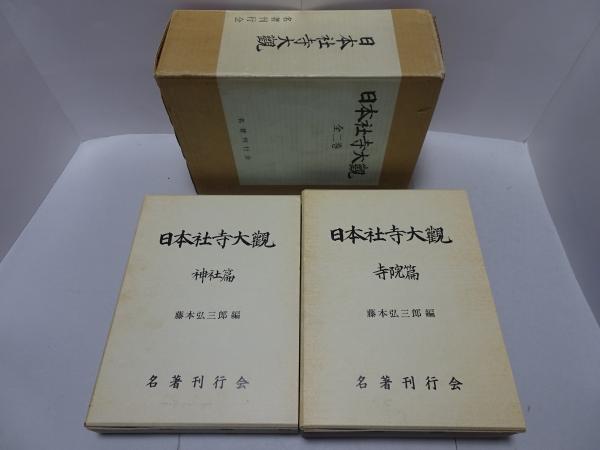 日本社寺大觀
名著刊行会
日本社寺大觀
全二巻
名著刊行会
日本社寺大觀
神社篇
藤本弘三郎編
名著刊行会
日本社寺大觀
寺院篇
藤本弘三郎編
名著刊行会